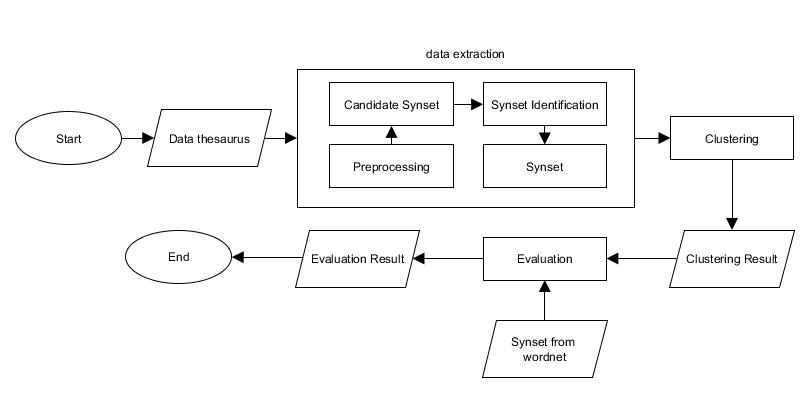 data extraction
Candidate Synset
Synset Identification
Start
Data thesaurus
Clustering
Preprocessing
Synset
End
Evaluation Result
Evaluation
Clustering Result
Synset from
wordnet